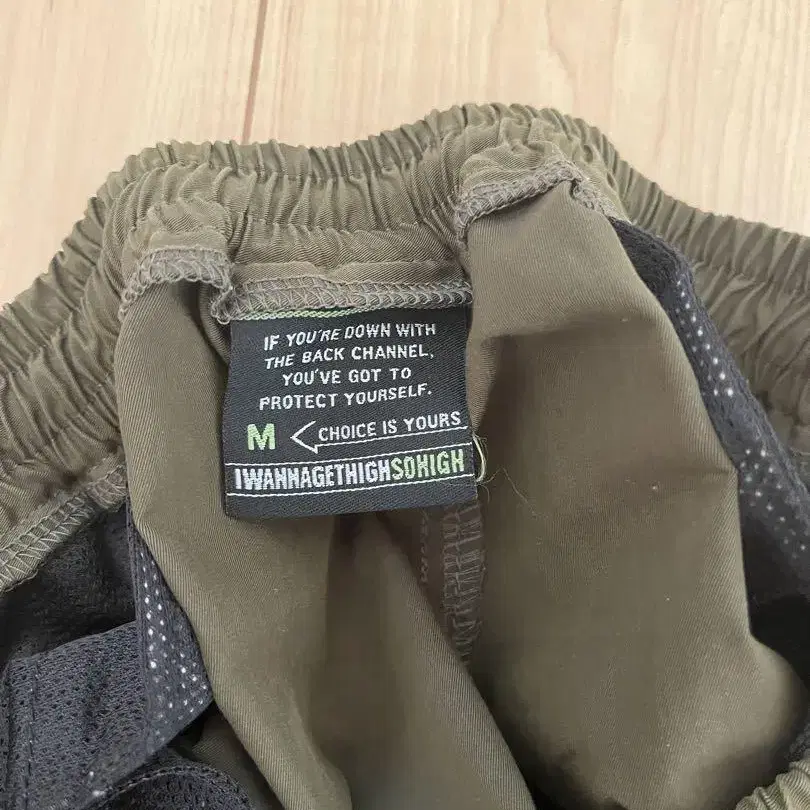 IF YOU'RE DOWN WITH
THE BACK CHANNEL,
YOU'VE GOT TO
PROTECT YOURSELF.
M CHOICE IS YOURS
IWANNAGETHIGHSOHIGH